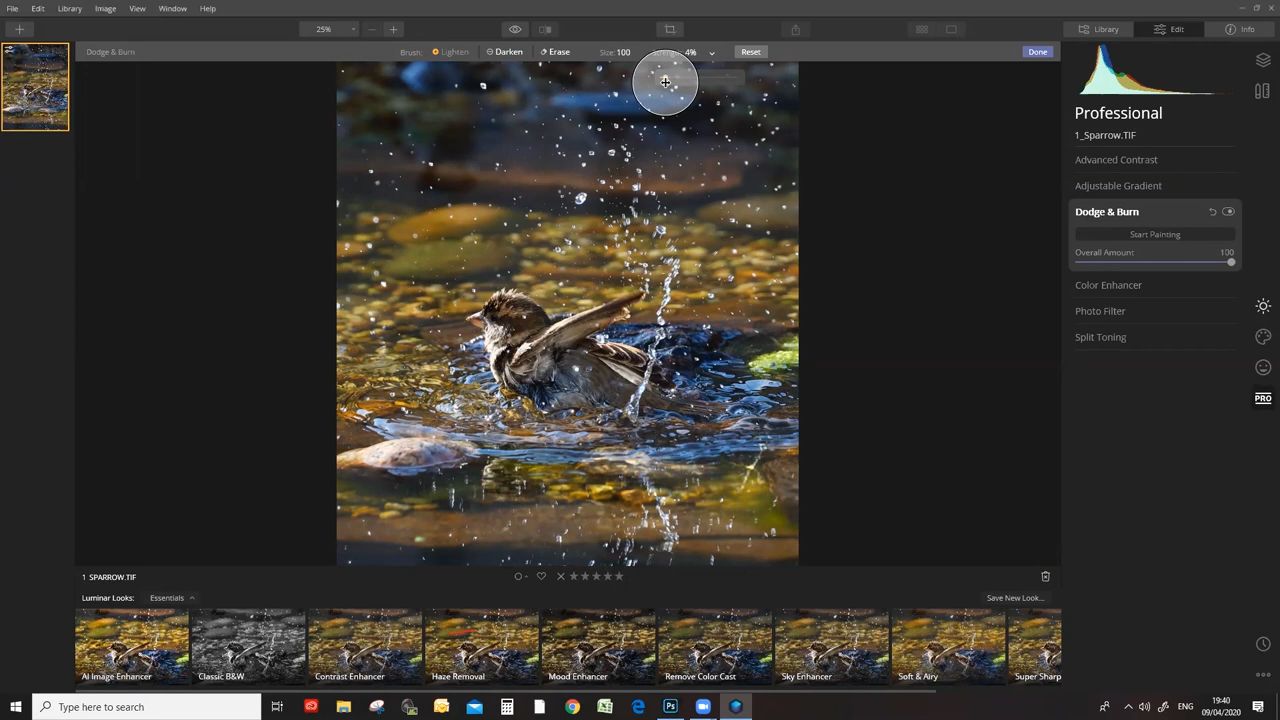 File Edit Library Image View Window Help
25%
Library Edit Info
Dodge & Burn Brush: Lighten Darken Erase Size: 100 4% Reset Done
Professional
1_Sparrow.TIF
Advanced Contrast
Adjustable Gradient
Dodge & Burn
Start Painting
Overall Amount 100
Color Enhancer
Photo Filter
Split Toning
PRO
1 SPARROW.TIF
Luminar Looks: Essentials Save New Look...
AI Image Enhancer Classic B&W Contrast Enhancer Haze Removal Mood Enhancer Remove Color Cast Sky Enhancer Soft & Airy Super Sharp
Type here to search
Ps
ENG
19:40
09/04/2020